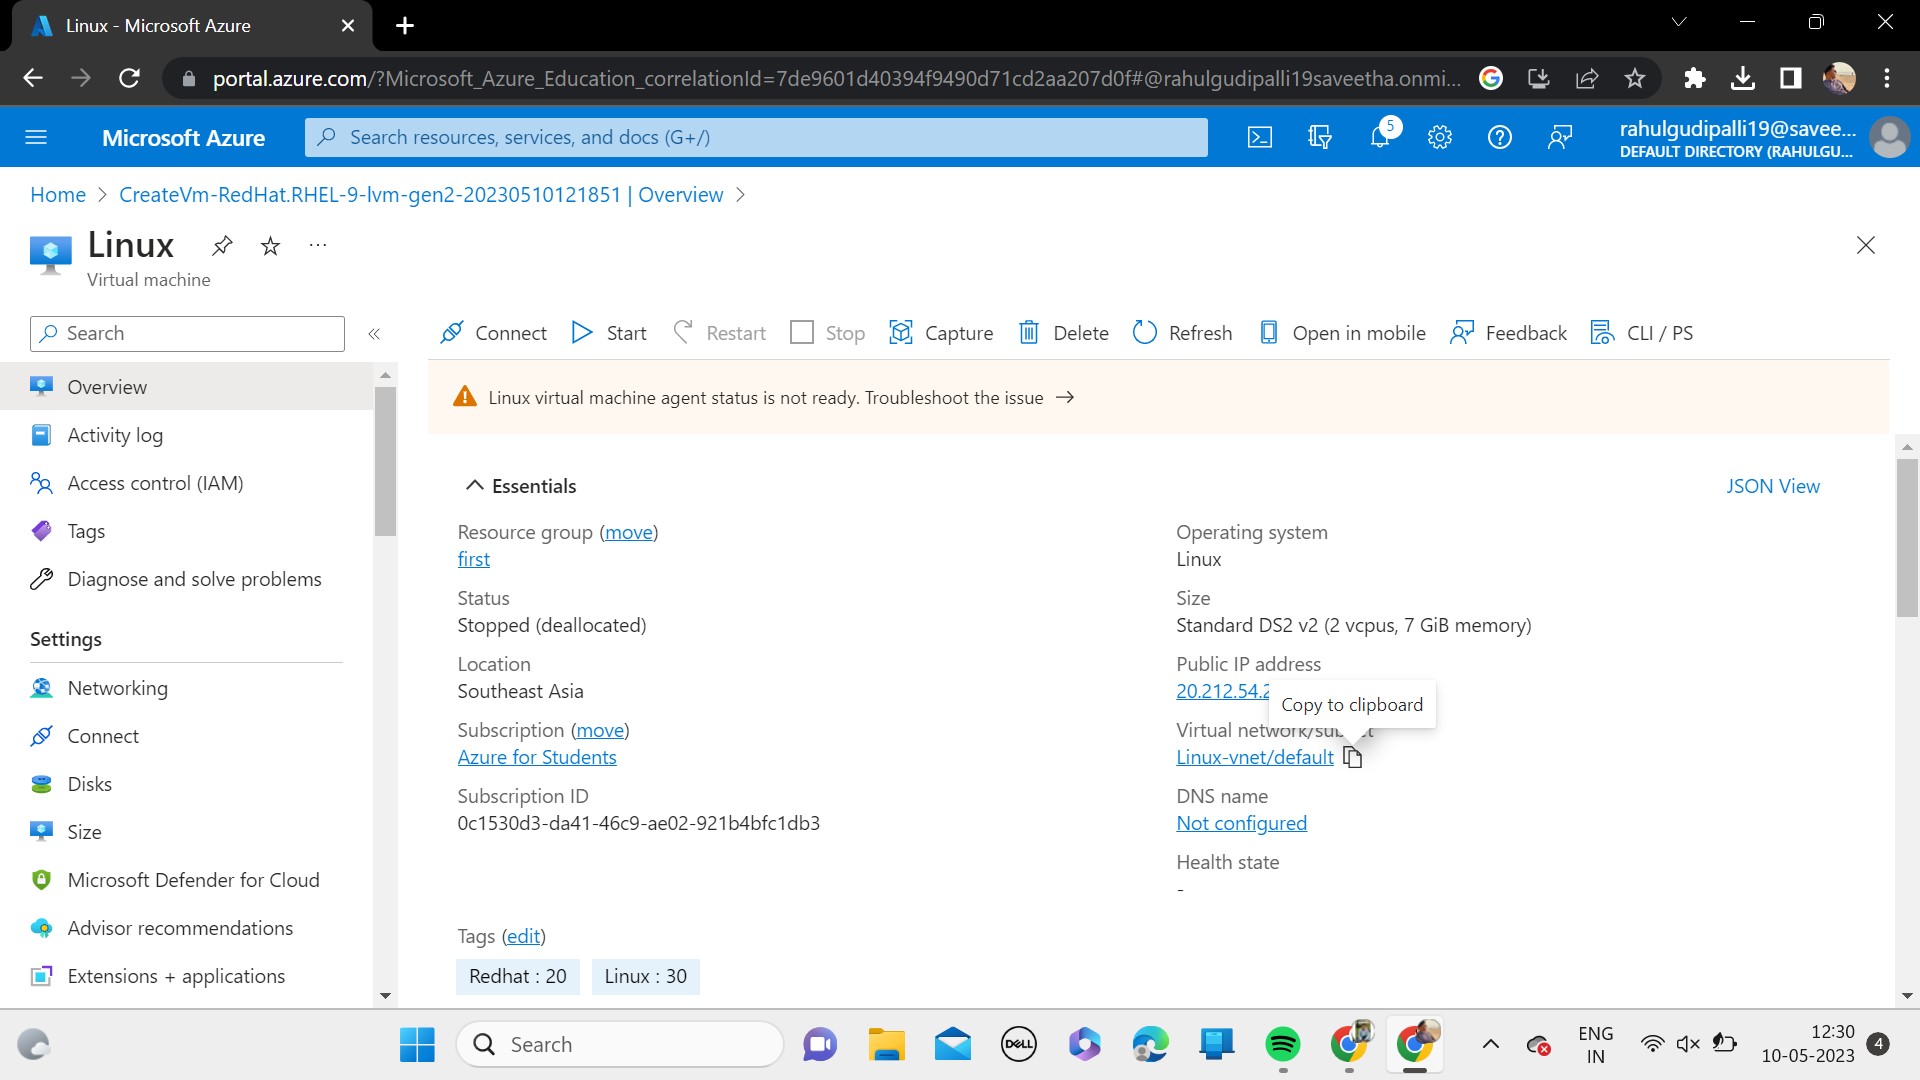 Linux - Microsoft Azure
portal.azure.com/?Microsoft_Azure_Education_correlationId=7de9601d40394f9490d71cd2aa207d0f#@rahulgudipalli19saveetha.onmi...
Microsoft Azure
Search resources, services, and docs (G+/)
5
rahulgudipalli19@savee...
DEFAULT DIRECTORY (RAHULGU...
Home > CreateVm-RedHat.RHEL-9-lvm-gen2-20230510121851 | Overview >
Linux
Virtual machine
Search
Connect
Start
Restart
Stop
Capture
Delete
Refresh
Open in mobile
Feedback
CLI / PS
Overview
Activity log
Access control (IAM)
Tags
Diagnose and solve problems
Settings
Networking
Connect
Disks
Size
Microsoft Defender for Cloud
Advisor recommendations
Extensions + applications
Linux virtual machine agent status is not ready. Troubleshoot the issue →
Essentials
JSON View
Resource group (move)
first
Status
Stopped (deallocated)
Location
Southeast Asia
Subscription (move)
Azure for Students
Subscription ID
0c1530d3-da41-46c9-ae02-921b4bfc1db3
Operating system
Linux
Size
Standard DS2 v2 (2 vcpus, 7 GiB memory)
Public IP address
20.212.54.2
Copy to clipboard
Virtual network/subnet
Linux-vnet/default
DNS name
Not configured
Health state
-
Tags (edit)
Redhat : 20
Linux : 30
Search
DELL
ENG
IN
12:30
10-05-2023
4